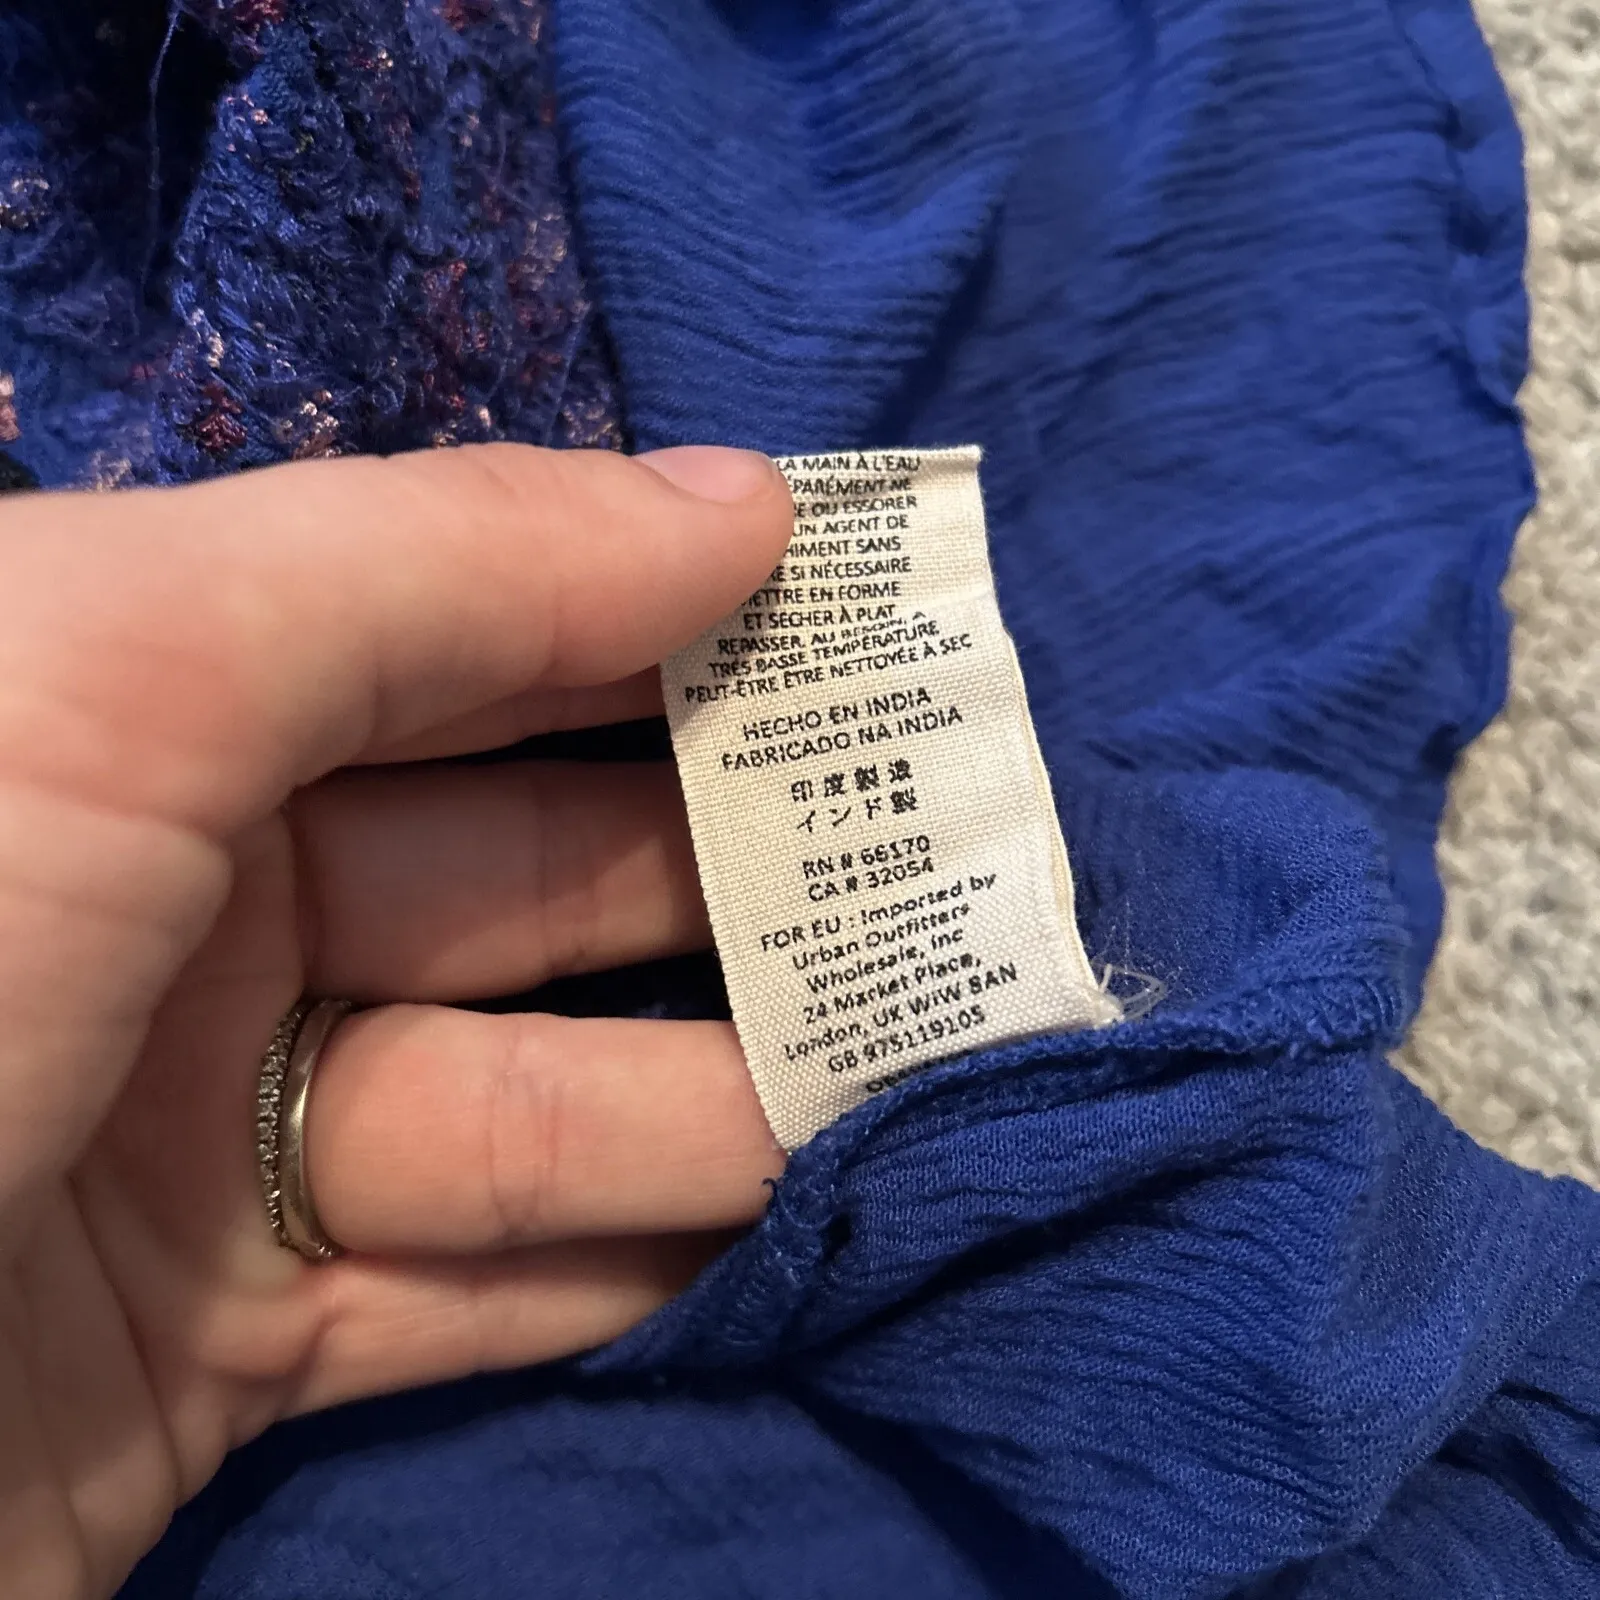 LA MAIN À L'EAU
SÉPARÉMENT NE
OU ESSORER
UN AGENT DE
SANS
SI NÉCESSAIRE
METTRE EN FORME
ET SÉCHER À PLAT
REPASSER, AU BESOIN, À
TRÈS BASSE TEMPÉRATURE
PEUT-ÊTRE ÊTRE NETTOYÉE À SEC
HECHO EN INDIA
FABRICADO NA INDIA
印度製造
インド製
RN # 66170
CA # 32054
FOR EU : Imported by
Urban Outfitters
Wholesale, Inc
24 Market Place,
London, UK W1W 8AN
GB 975119105